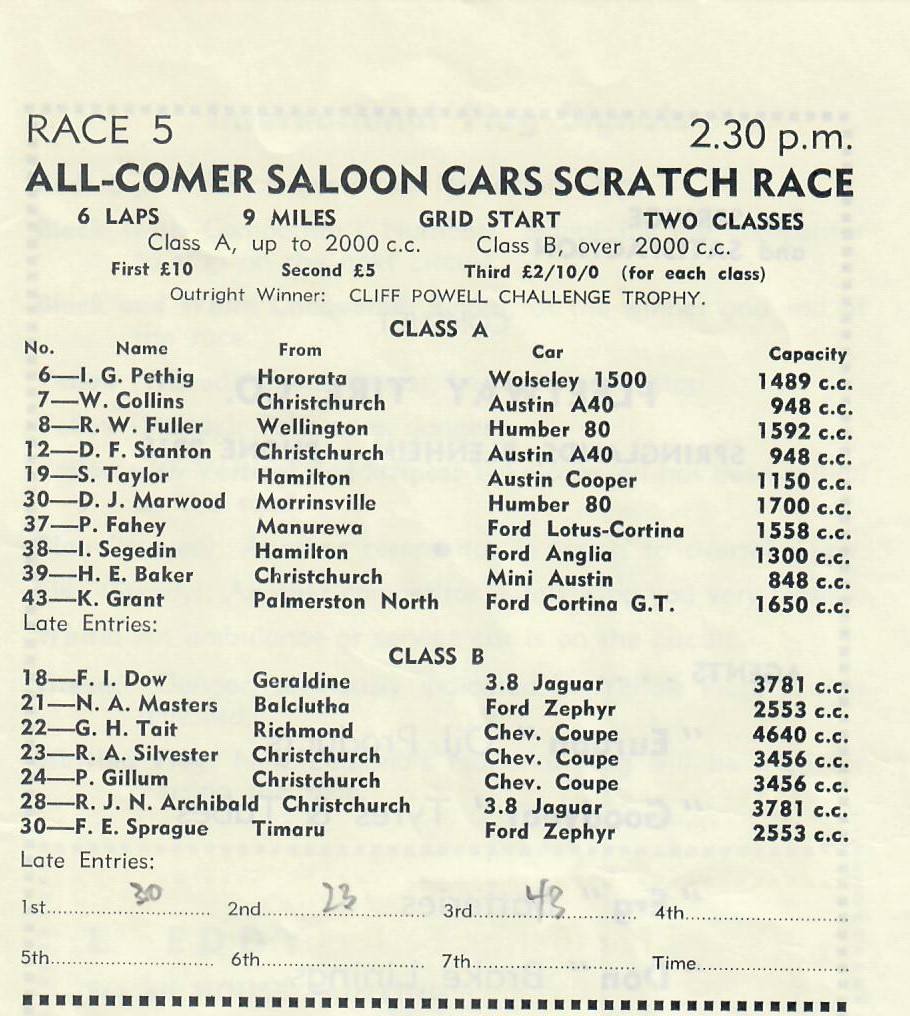 RACE 5 2.30 p.m.
ALL-COMER SALOON CARS SCRATCH RACE
6 LAPS 9 MILES GRID START TWO CLASSES
Class A, up to 2000 c.c. Class B, over 2000 c.c.
First £10 Second £5 Third £2/10/0 (for each class)
Outright Winner: CLIFF POWELL CHALLENGE TROPHY.
CLASS A
No. Name From Car Capacity
6—I. G. Pethig Hororata Wolseley 1500 1489 c.c.
7—W. Collins Christchurch Austin A40 948 c.c.
8—R. W. Fuller Wellington Humber 80 1592 c.c.
12—D. F. Stanton Christchurch Austin A40 948 c.c.
19—S. Taylor Hamilton Austin Cooper 1150 c.c.
30—D. J. Marwood Morrinsville Humber 80 1700 c.c.
37—P. Fahey Manurewa Ford Lotus-Cortina 1558 c.c.
38—I. Segedin Hamilton Ford Anglia 1300 c.c.
39—H. E. Baker Christchurch Mini Austin 848 c.c.
43—K. Grant Palmerston North Ford Cortina G.T. 1650 c.c.
Late Entries:
CLASS B
18—F. I. Dow Geraldine 3.8 Jaguar 3781 c.c.
21—N. A. Masters Balclutha Ford Zephyr 2553 c.c.
22—G. H. Tait Richmond Chev. Coupe 4640 c.c.
23—R. A. Silvester Christchurch Chev. Coupe 3456 c.c.
24—P. Gillum Christchurch Chev. Coupe 3456 c.c.
28—R. J. N. Archibald Christchurch 3.8 Jaguar 3781 c.c.
30—F. E. Sprague Timaru Ford Zephyr 2553 c.c.
Late Entries:
1st 30 2nd 23 3rd 43 4th
5th 6th 7th Time